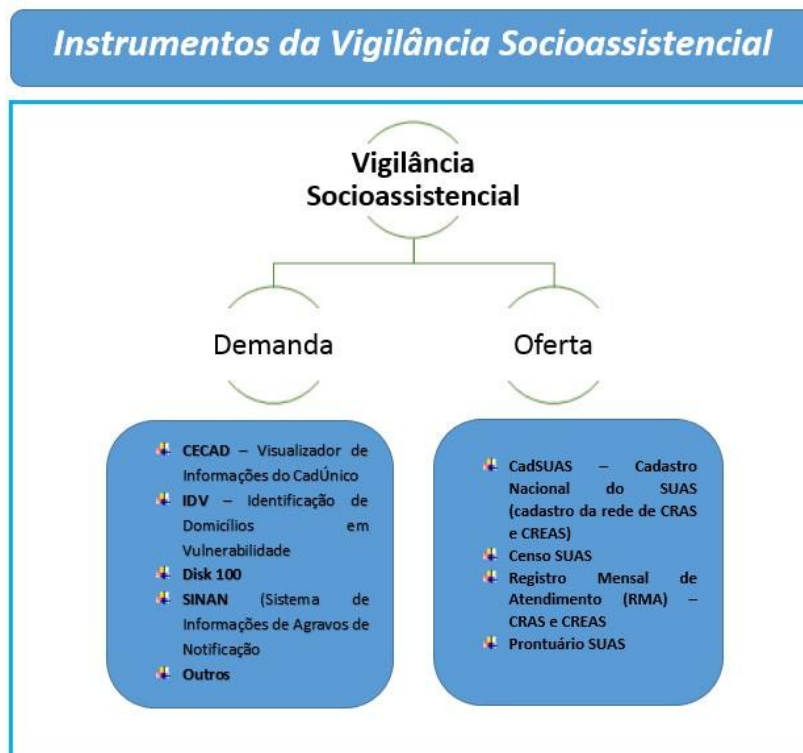 Instrumentos da Vigilância Socioassistencial
Vigilância
Socioassistencial
Demanda
Oferta
CECAD – Visualizador de
Informações do CadÚnico
IDV – Identificação de
Domicílios em
Vulnerabilidade
Disk 100
SINAN (Sistema de
Informações de Agravos de
Notificação
Outros
CadSUAS – Cadastro
Nacional do SUAS
(cadastro da rede de CRAS
e CREAS)
Censo SUAS
Registro Mensal de
Atendimento (RMA) –
CRAS e CREAS
Prontuário SUAS